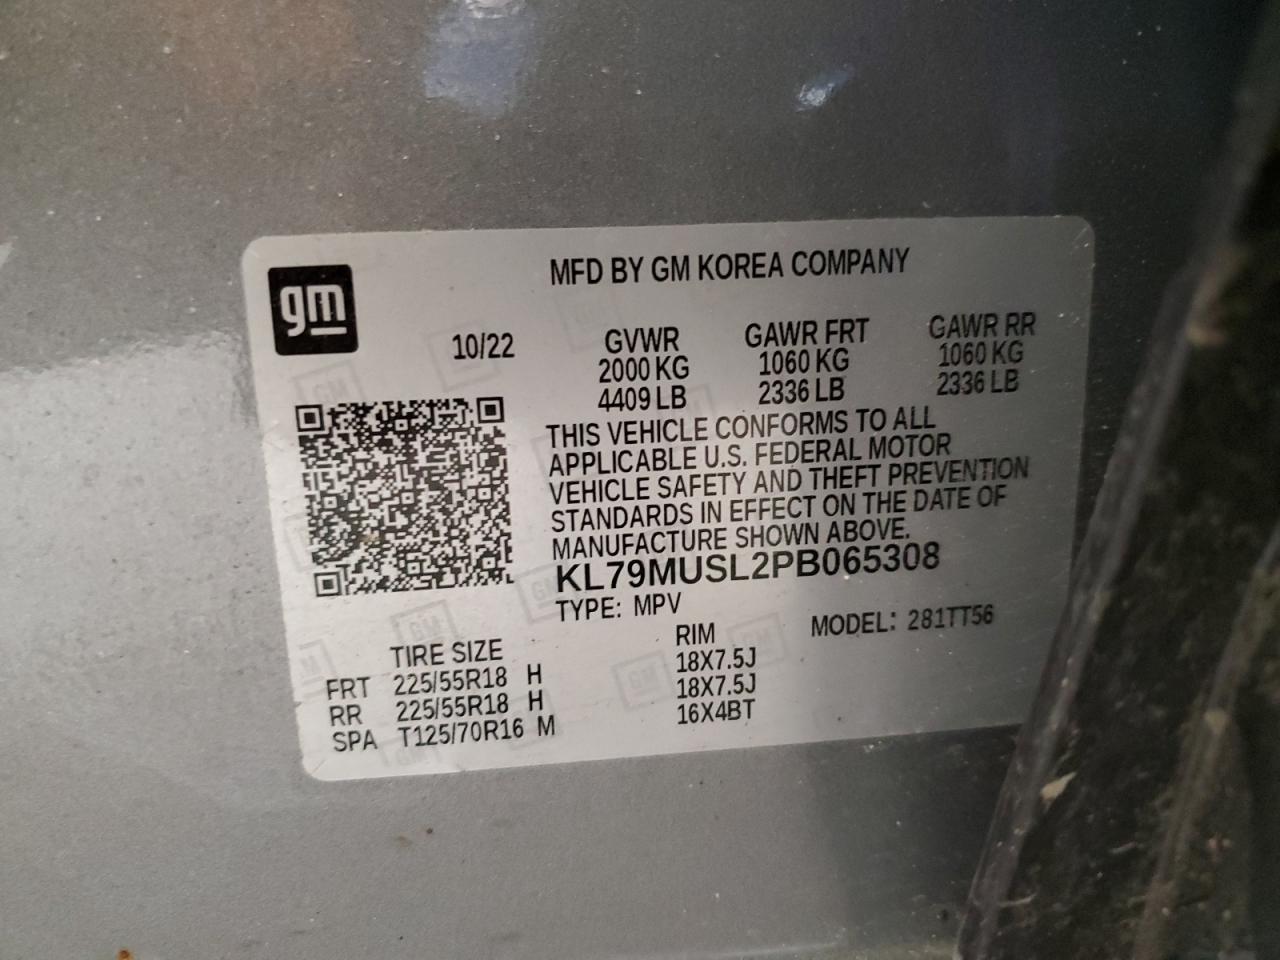 gm
MFD BY GM KOREA COMPANY
10/22
GVWR GAWR FRT GAWR RR
2000 KG 1060 KG 1060 KG
4409 LB 2336 LB 2336 LB
THIS VEHICLE CONFORMS TO ALL
APPLICABLE U.S. FEDERAL MOTOR
VEHICLE SAFETY AND THEFT PREVENTION
STANDARDS IN EFFECT ON THE DATE OF
MANUFACTURE SHOWN ABOVE.
KL79MUSL2PB065308
TYPE: MPV MODEL: 281TT56
TIRE SIZE RIM
FRT 225/55R18 H 18X7.5J
RR 225/55R18 H 18X7.5J
SPA T125/70R16 M 16X4BT